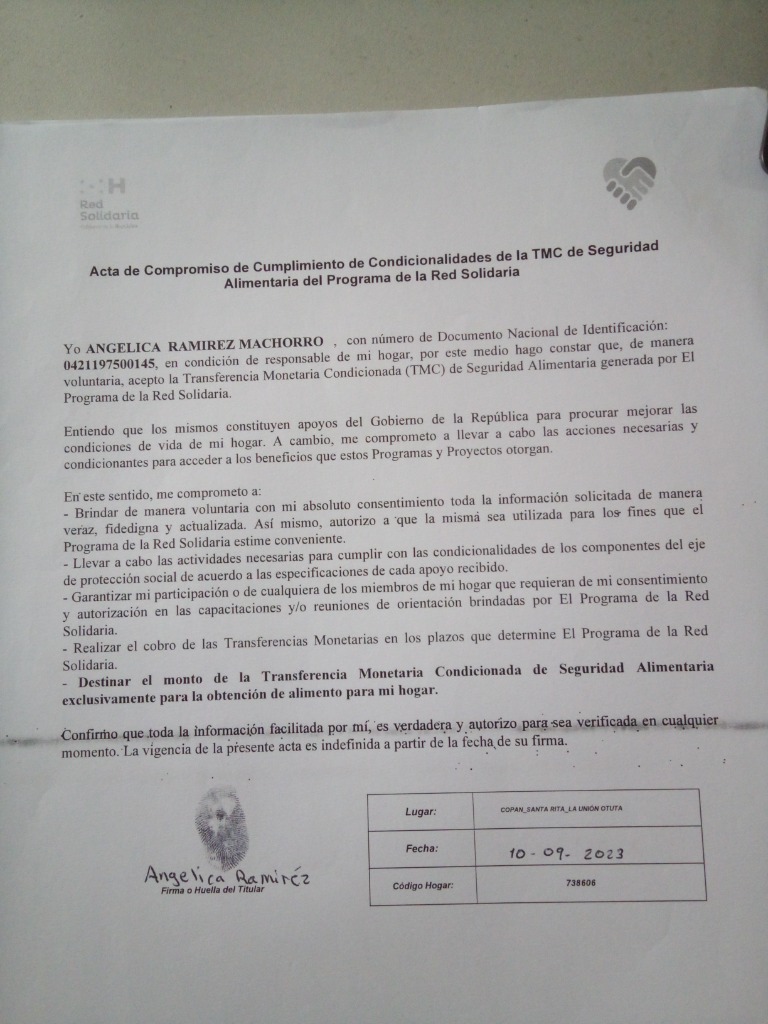 H
Red
Solidaria
Acta de Compromiso de Cumplimiento de Condicionalidades de la TMC de Seguridad
Alimentaria del Programa de la Red Solidaria
Yo ANGELICA RAMIREZ MACHORRO , con número de Documento Nacional de Identificación:
0421197500145, en condición de responsable de mi hogar, por este medio hago constar que, de manera
voluntaria, acepto la Transferencia Monetaria Condicionada (TMC) de Seguridad Alimentaria generada por El
Programa de la Red Solidaria.
Entiendo que los mismos constituyen apoyos del Gobierno de la República para procurar mejorar las
condiciones de vida de mi hogar. A cambio, me comprometo a llevar a cabo las acciones necesarias y
condicionantes para acceder a los beneficios que estos Programas y Proyectos otorgan.
En este sentido, me comprometo a:
- Brindar de manera voluntaria con mi absoluto consentimiento toda la información solicitada de manera
veraz, fidedigna y actualizada. Así mismo, autorizo a que la misma sea utilizada para los fines que el
Programa de la Red Solidaria estime conveniente.
- Llevar a cabo las actividades necesarias para cumplir con las condicionalidades de los componentes del eje
de protección social de acuerdo a las especificaciones de cada apoyo recibido.
- Garantizar mi participación o de cualquiera de los miembros de mi hogar que requieran de mi consentimiento
y autorización en las capacitaciones y/o reuniones de orientación brindadas por El Programa de la Red
Solidaria.
- Realizar el cobro de las Transferencias Monetarias en los plazos que determine El Programa de la Red
Solidaria.
- Destinar el monto de la Transferencia Monetaria Condicionada de Seguridad Alimentaria
exclusivamente para la obtención de alimento para mi hogar.
Confirmo que toda la información facilitada por mí, es verdadera y autorizo para sea verificada en cualquier
momento. La vigencia de la presente acta es indefinida a partir de la fecha de su firma.
Angelica Ramiréz
Firma o Huella del Titular
Lugar: COPAN_SANTA RITA_LA UNION OTUTA
Fecha: 10-09-2023
Código Hogar: 738606